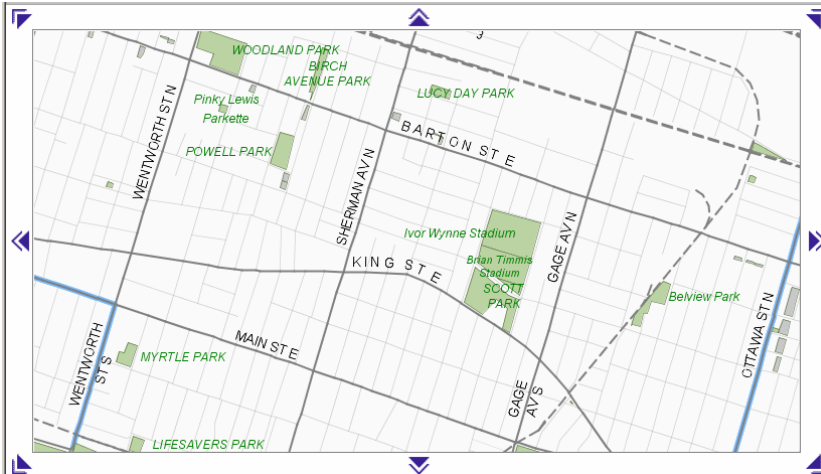 3
WOODLAND PARK
BIRCH
AVENUE PARK
LUCY DAY PARK
Pinky Lewis
Parkette
WENTWORTH ST N
BARTON ST E
POWELL PARK
SHERMAN AV N
Ivor Wynne Stadium
GAGE AV N
KING ST E
Brian Timmis
Stadium
SCOTT
PARK
Belview Park
OTTAWA ST N
MAIN ST E
WENTWORTH
ST S
MYRTLE PARK
GAGE
AV S
LIFESAVERS PARK